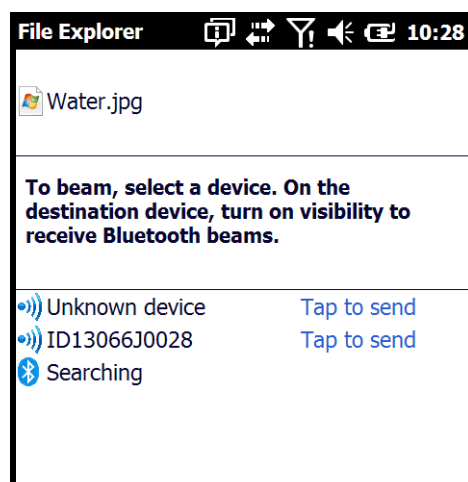 File Explorer 10:28
Water.jpg
To beam, select a device. On the
destination device, turn on visibility to
receive Bluetooth beams.
Unknown device Tap to send
ID13066J0028 Tap to send
Searching